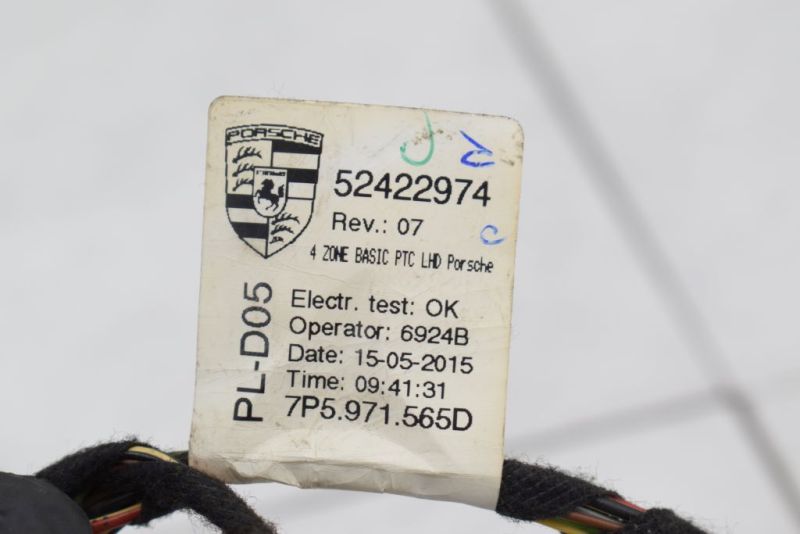 PORSCHE
52422974
Rev.: 07
4 ZONE BASIC PTC LHD Porsche
PL-D05
Electr. test: OK
Operator: 6924B
Date: 15-05-2015
Time: 09:41:31
7P5.971.565D